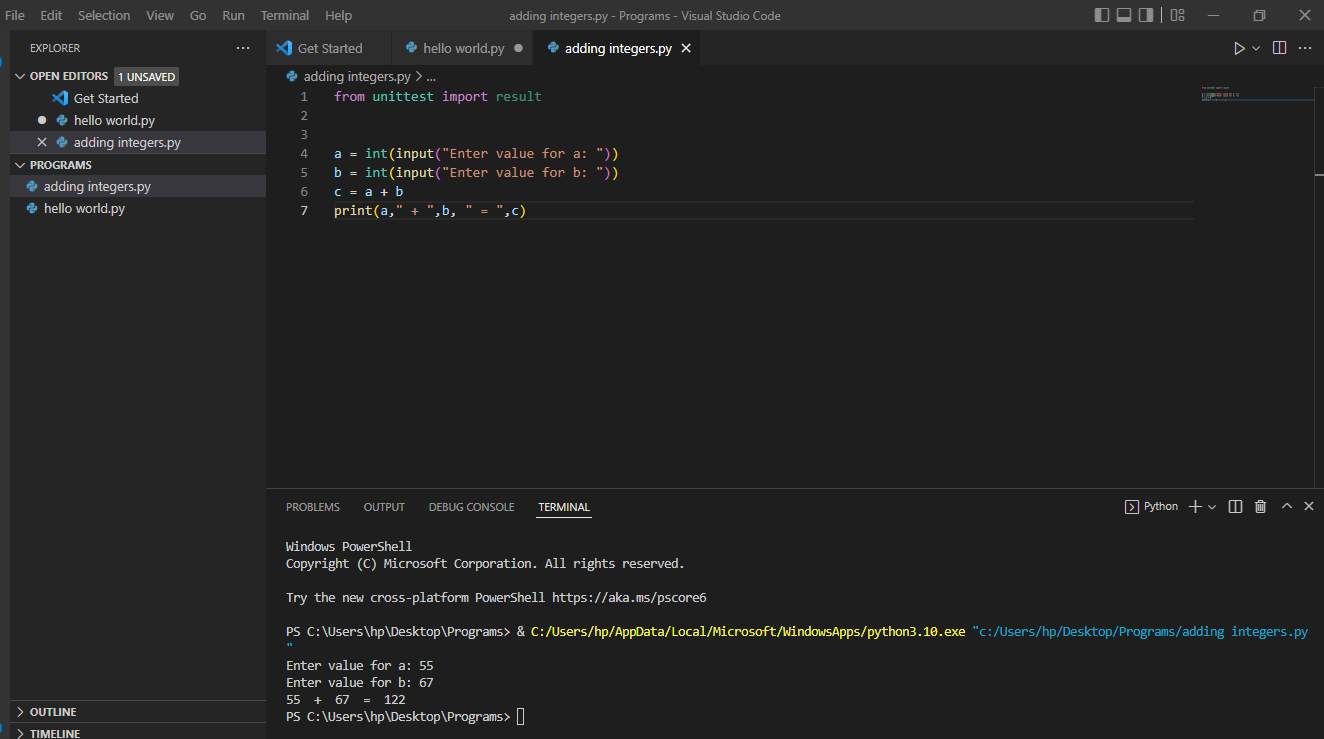 File Edit Selection View Go Run Terminal Help adding integers.py - Programs - Visual Studio Code
EXPLORER
OPEN EDITORS 1 UNSAVED
Get Started
hello world.py
adding integers.py
PROGRAMS
adding integers.py
hello world.py
OUTLINE
TIMELINE
Get Started hello world.py adding integers.py
adding integers.py > ...
1 from unittest import result
2
3
4 a = int(input("Enter value for a: "))
5 b = int(input("Enter value for b: "))
6 c = a + b
7 print(a," + ",b, " = ",c)
PROBLEMS OUTPUT DEBUG CONSOLE TERMINAL Python
Windows PowerShell
Copyright (C) Microsoft Corporation. All rights reserved.
Try the new cross-platform PowerShell https://aka.ms/pscore6
PS C:\Users\hp\Desktop\Programs> & C:/Users/hp/AppData/Local/Microsoft/WindowsApps/python3.10.exe "c:/Users/hp/Desktop/Programs/adding integers.py
"
Enter value for a: 55
Enter value for b: 67
55  +  67  =  122
PS C:\Users\hp\Desktop\Programs>